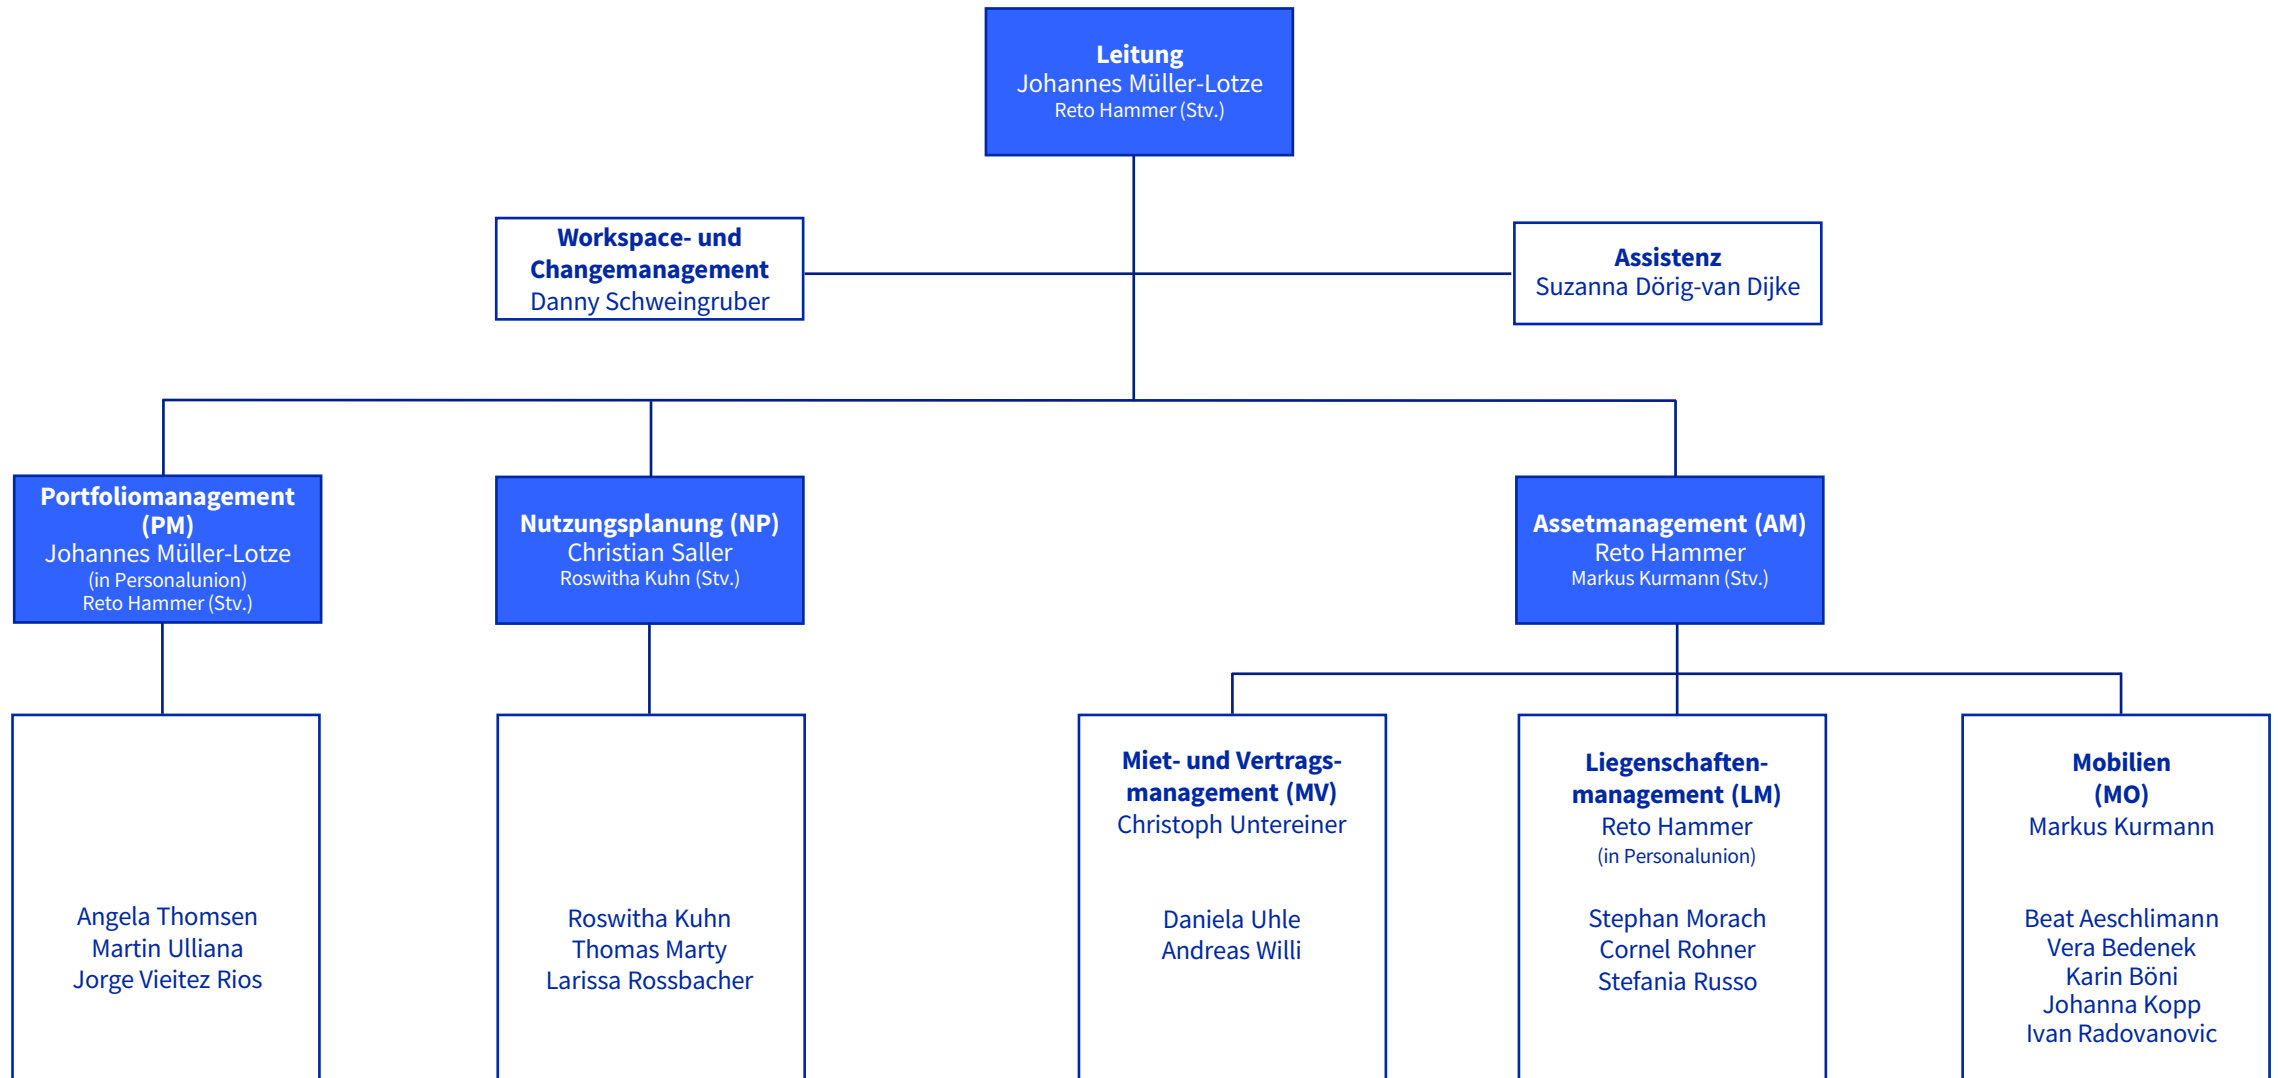 Leitung
Johannes Müller-Lotze
Reto Hammer (Stv.)
Workspace- und
Changemanagement
Danny Schweingruber
Assistenz
Suzanna Dörig-van Dijke
Portfoliomanagement
(PM)
Johannes Müller-Lotze
(in Personalunion)
Reto Hammer (Stv.)
Nutzungsplanung (NP)
Christian Saller
Roswitha Kuhn (Stv.)
Assetmanagement (AM)
Reto Hammer
Markus Kurmann (Stv.)
Angela Thomsen
Martin Ulliana
Jorge Vieitez Rios
Roswitha Kuhn
Thomas Marty
Larissa Rossbacher
Miet- und Vertrags-
management (MV)
Christoph Untereiner
Daniela Uhle
Andreas Willi
Liegenschaften-
management (LM)
Reto Hammer
(in Personalunion)
Stephan Morach
Cornel Rohner
Stefania Russo
Mobilien
(MO)
Markus Kurmann
Beat Aeschlimann
Vera Bedenek
Karin Böni
Johanna Kopp
Ivan Radovanovic